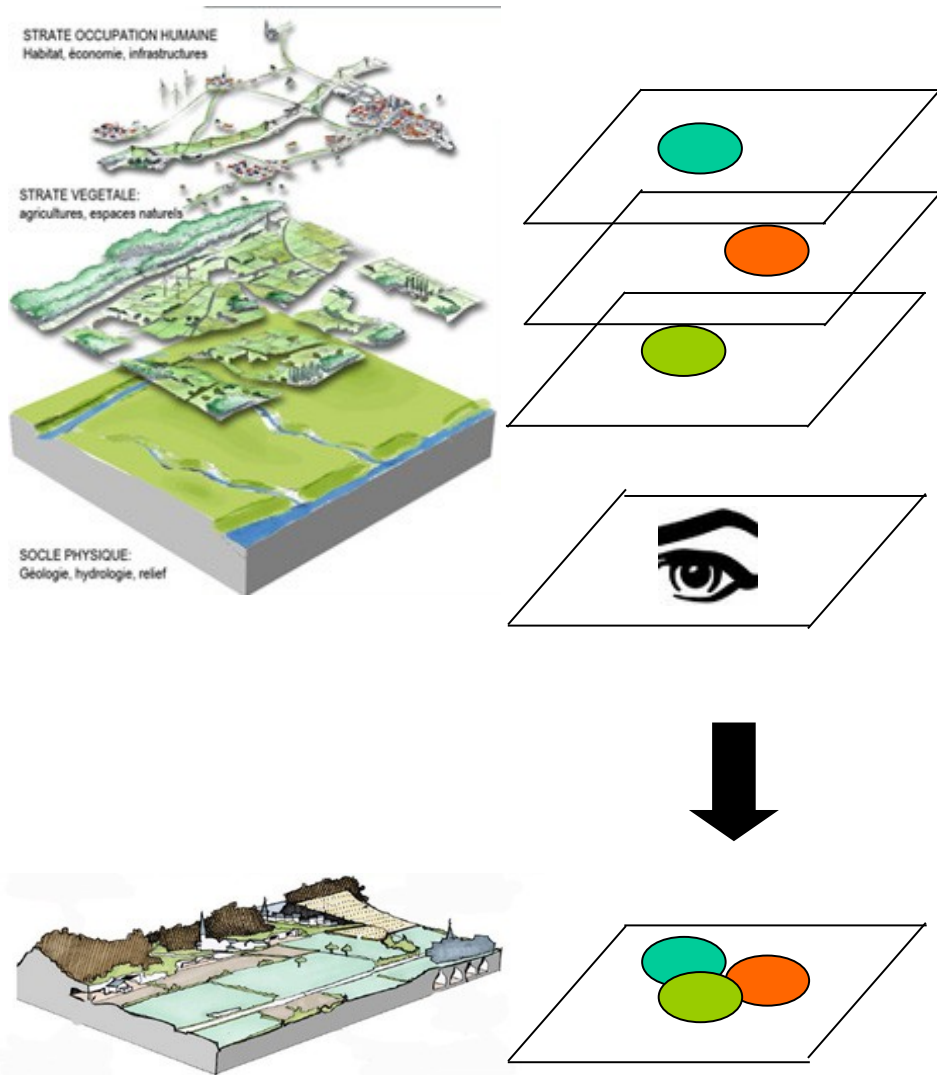 STRATE OCCUPATION HUMAINE
Habitat, économie, infrastructures
STRATE VEGETALE:
agricultures, espaces naturels
SOCLE PHYSIQUE:
Géologie, hydrologie, relief